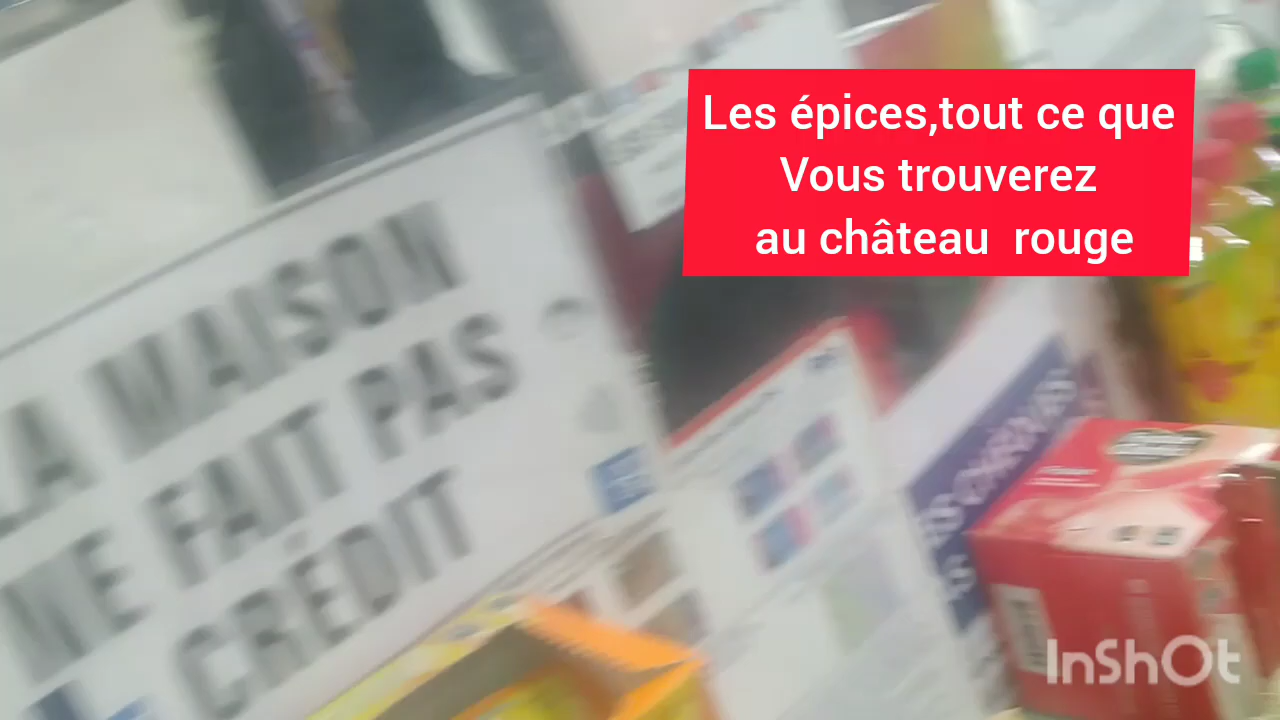 Les épices,tout ce que
Vous trouverez
au château rouge
LA MAISON
NE FAIT PAS
CRÉDIT
InShOt